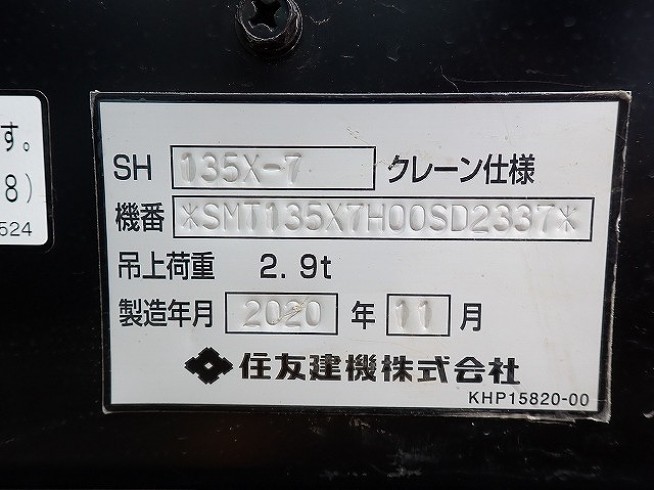 す。
8)
524
SH 135X-7 クレーン仕様
機番 *SMT135X7H00SD2337*
吊上荷重 2.9t
製造年月 2020 年 11 月
住友建機株式会社
KHP15820-00